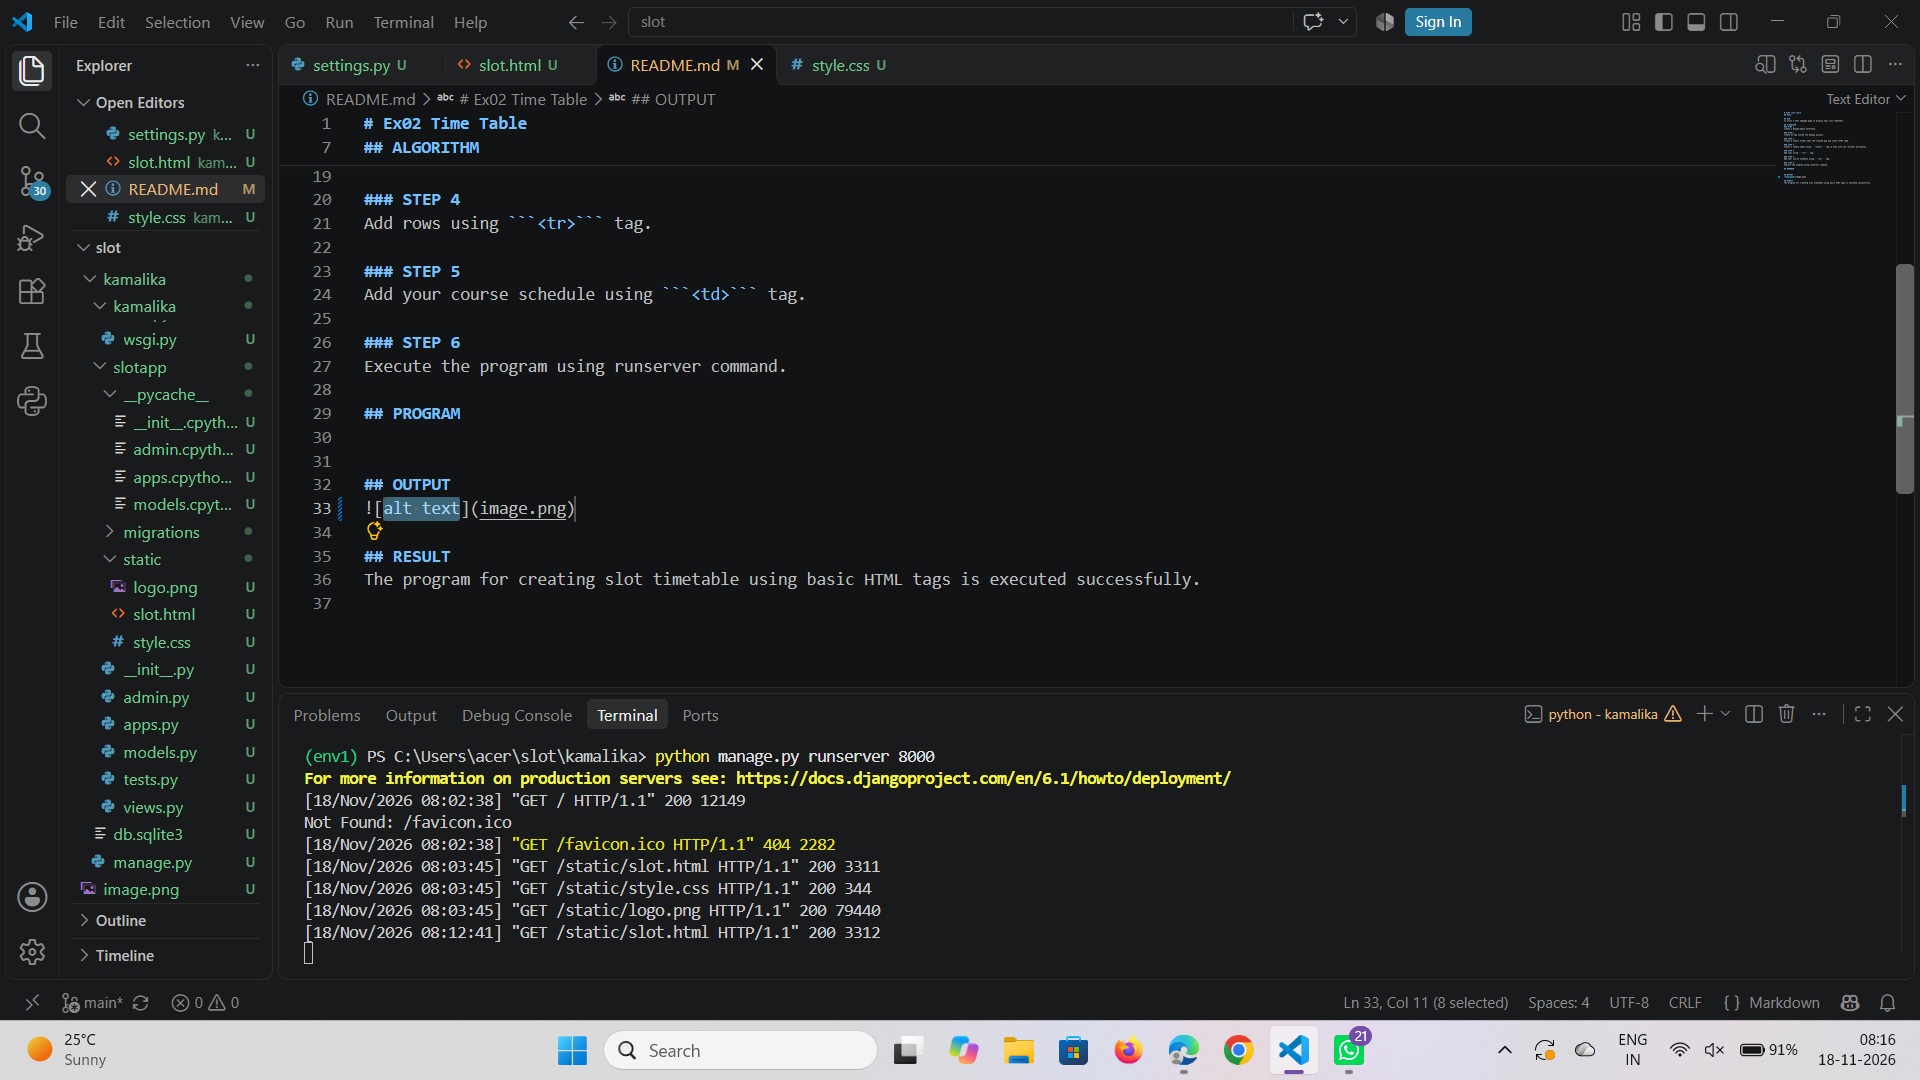 File Edit Selection View Go Run Terminal Help
slot
Sign In
Explorer
Open Editors
settings.py k... U
slot.html kam... U
README.md M
style.css kam... U
slot
kamalika
kamalika
wsgi.py U
slotapp
__pycache__
__init__.cpyth... U
admin.cpyth... U
apps.cpytho... U
models.cpyt... U
migrations
static
logo.png U
slot.html U
style.css U
__init__.py U
admin.py U
apps.py U
models.py U
tests.py U
views.py U
db.sqlite3 U
manage.py U
image.png U
Outline
Timeline
30
settings.py U
slot.html U
README.md M
style.css U
README.md > abc # Ex02 Time Table > abc ## OUTPUT
Text Editor
1 # Ex02 Time Table
7 ## ALGORITHM
19
20 ### STEP 4
21 Add rows using ```<tr>``` tag.
22
23 ### STEP 5
24 Add your course schedule using ```<td>``` tag.
25
26 ### STEP 6
27 Execute the program using runserver command.
28
29 ## PROGRAM
30
31
32 ## OUTPUT
33 ![alt text](image.png)
34
35 ## RESULT
36 The program for creating slot timetable using basic HTML tags is executed successfully.
37
Problems Output Debug Console Terminal Ports
python - kamalika
(env1) PS C:\Users\acer\slot\kamalika> python manage.py runserver 8000
For more information on production servers see: https://docs.djangoproject.com/en/6.1/howto/deployment/
[18/Nov/2026 08:02:38] "GET / HTTP/1.1" 200 12149
Not Found: /favicon.ico
[18/Nov/2026 08:02:38] "GET /favicon.ico HTTP/1.1" 404 2282
[18/Nov/2026 08:03:45] "GET /static/slot.html HTTP/1.1" 200 3311
[18/Nov/2026 08:03:45] "GET /static/style.css HTTP/1.1" 200 344
[18/Nov/2026 08:03:45] "GET /static/logo.png HTTP/1.1" 200 79440
[18/Nov/2026 08:12:41] "GET /static/slot.html HTTP/1.1" 200 3312
main* 0 0
Ln 33, Col 11 (8 selected) Spaces: 4 UTF-8 CRLF {} Markdown
25°C
Sunny
Search
21
ENG
IN
91%
08:16
18-11-2026